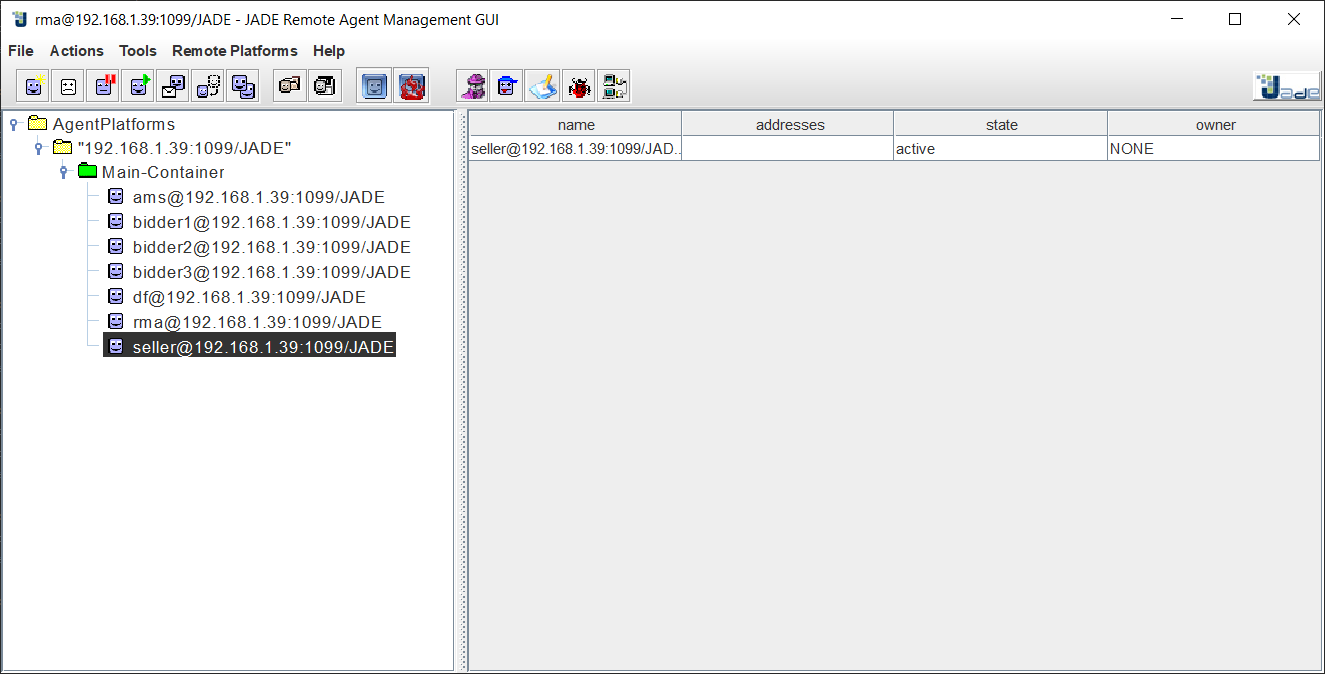 rma@192.168.1.39:1099/JADE - JADE Remote Agent Management GUI
File Actions Tools Remote Platforms Help
Jade
AgentPlatforms
"192.168.1.39:1099/JADE"
Main-Container
ams@192.168.1.39:1099/JADE
bidder1@192.168.1.39:1099/JADE
bidder2@192.168.1.39:1099/JADE
bidder3@192.168.1.39:1099/JADE
df@192.168.1.39:1099/JADE
rma@192.168.1.39:1099/JADE
seller@192.168.1.39:1099/JADE
name addresses state owner
seller@192.168.1.39:1099/JAD... active NONE